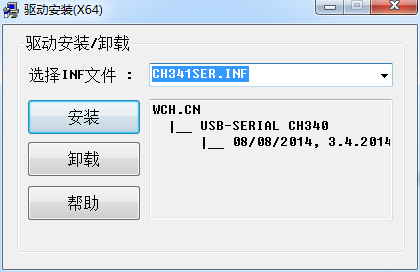 驱动安装(X64)
驱动安装/卸载
选择INF文件 :
CH341SER.INF
安装
卸载
帮助
WCH.CN
|__ USB-SERIAL CH340
|__ 08/08/2014, 3.4.2014